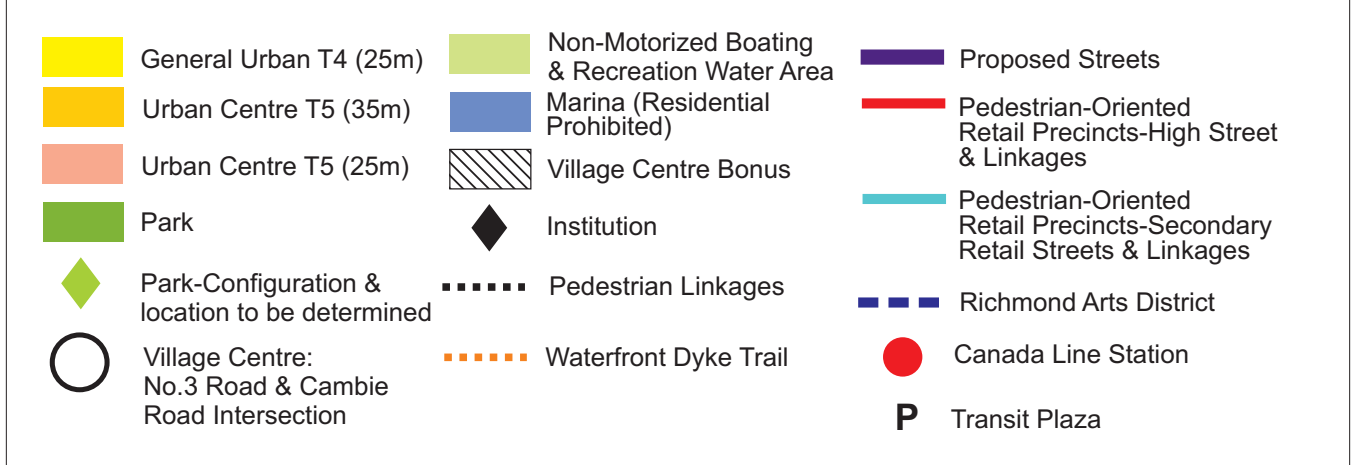 General Urban T4 (25m)
Urban Centre T5 (35m)
Urban Centre T5 (25m)
Park
Park-Configuration &
location to be determined
Village Centre:
No.3 Road & Cambie
Road Intersection
Non-Motorized Boating
& Recreation Water Area
Marina (Residential
Prohibited)
Village Centre Bonus
Institution
Pedestrian Linkages
Waterfront Dyke Trail
Proposed Streets
Pedestrian-Oriented
Retail Precincts-High Street
& Linkages
Pedestrian-Oriented
Retail Precincts-Secondary
Retail Streets & Linkages
Richmond Arts District
Canada Line Station
P Transit Plaza